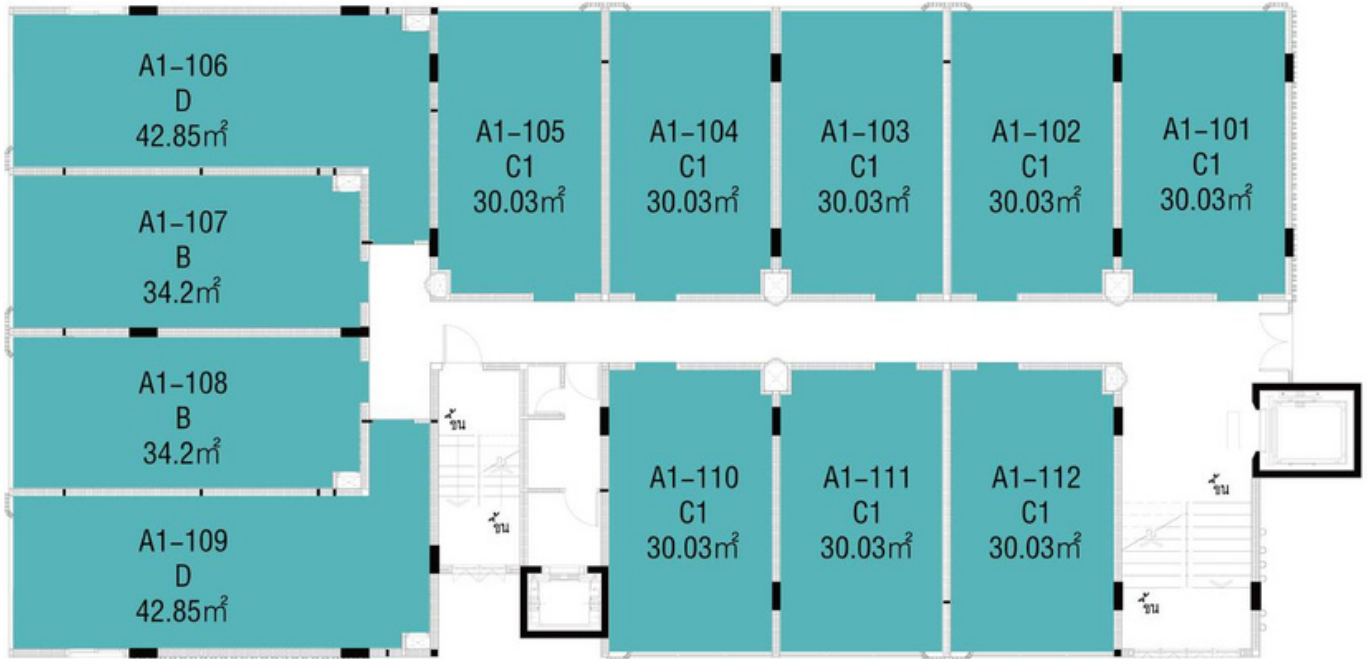 A1-106
D
42.85㎡
A1-105
C1
30.03㎡
A1-104
C1
30.03㎡
A1-103
C1
30.03㎡
A1-102
C1
30.03㎡
A1-101
C1
30.03㎡
A1-107
B
34.2㎡
A1-108
B
34.2㎡
A1-109
D
42.85㎡
ขึ้น
ขึ้น
A1-110
C1
30.03㎡
A1-111
C1
30.03㎡
A1-112
C1
30.03㎡
ขึ้น
ขึ้น